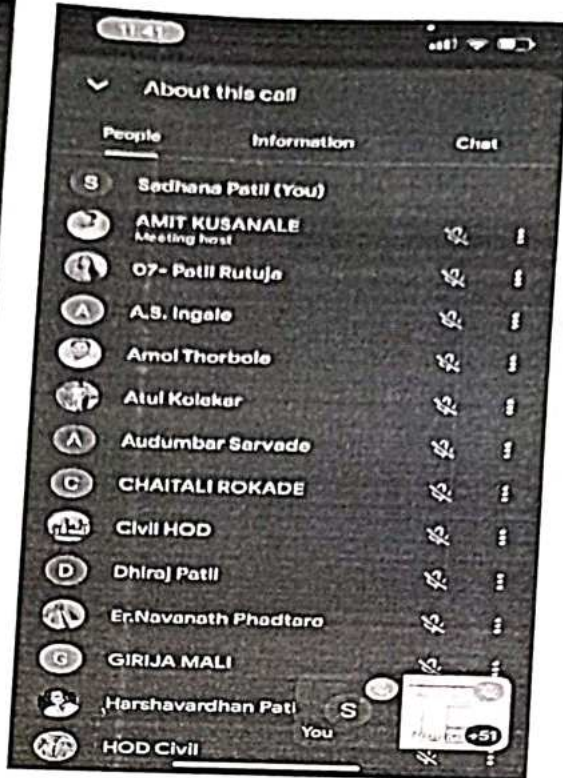 11:41
About this call
People Information Chat
S Sadhana Patil (You)
AMIT KUSANALE
Meeting host
07- Patil Rutuja
A A.S. Ingale
Amol Thorbole
Atul Kolekar
A Audumbar Sarvade
C CHAITALI ROKADE
Civil HOD
D Dhiraj Patil
Er.Navanath Phadtare
G GIRIJA MALI
,Harshavardhan Pati
S
You
+51
HOD Civil